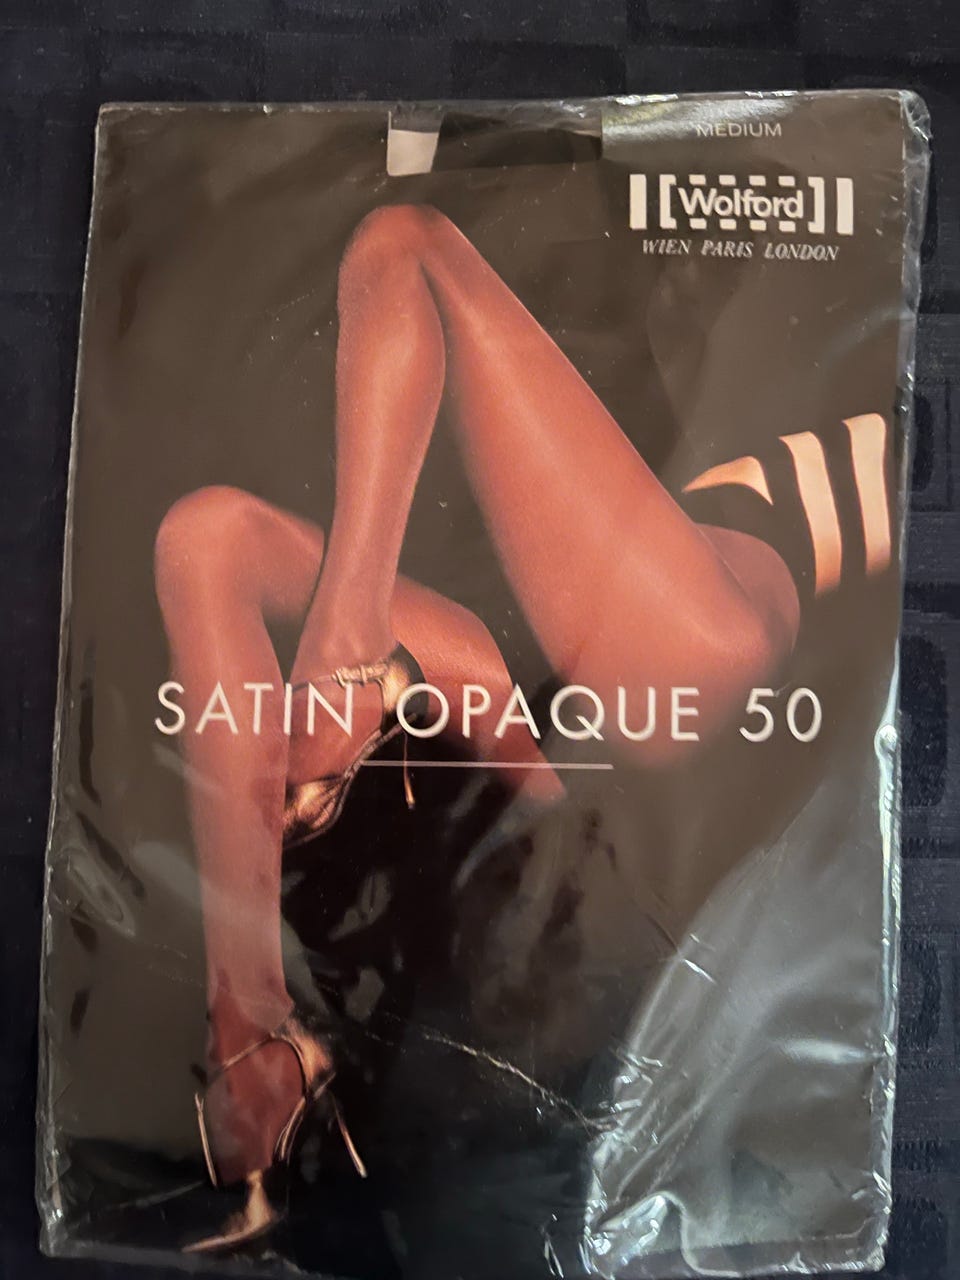 MEDIUM
Wolford
WIEN PARIS LONDON
SATIN OPAQUE 50